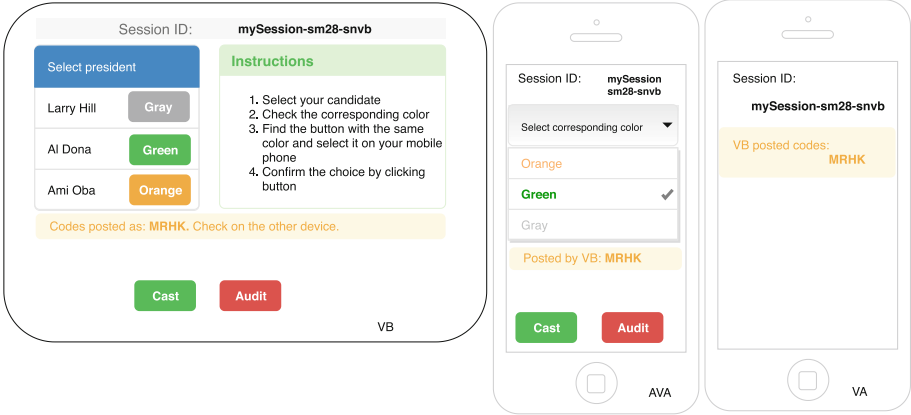 Session ID: mySession-sm28-snvb
Select president
Larry Hill Gray
Al Dona Green
Ami Oba Orange
Instructions
1. Select your candidate
2. Check the corresponding color
3. Find the button with the same
color and select it on your mobile
phone
4. Confirm the choice by clicking
button
Codes posted as: MRHK. Check on the other device.
Cast Audit
VB
Session ID: mySession
sm28-snvb
Select corresponding color
Orange
Green
Gray
Posted by VB: MRHK
Cast Audit
AVA
Session ID:
mySession-sm28-snvb
VB posted codes:
MRHK
VA